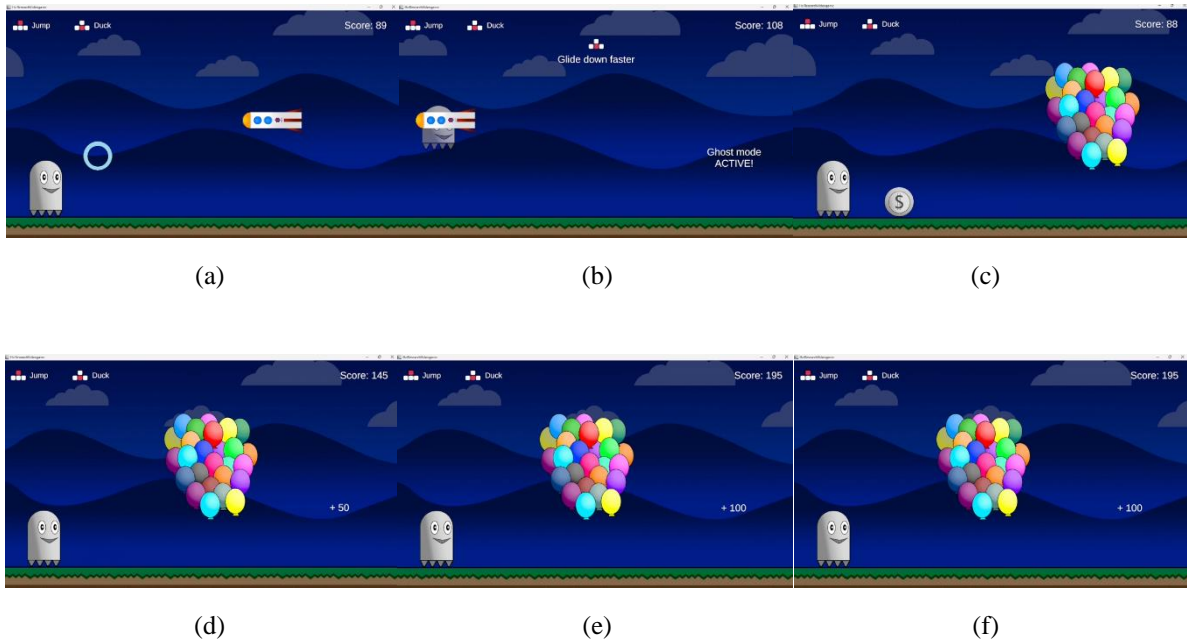 Jump Duck Score: 89
Jump Duck Score: 108
Glide down faster
Ghost mode
ACTIVE!
Jump Duck Score: 88
$
(a) (b) (c)
Jump Duck Score: 145
+ 50
Jump Duck Score: 195
+ 100
Jump Duck Score: 195
+ 100
(d) (e) (f)